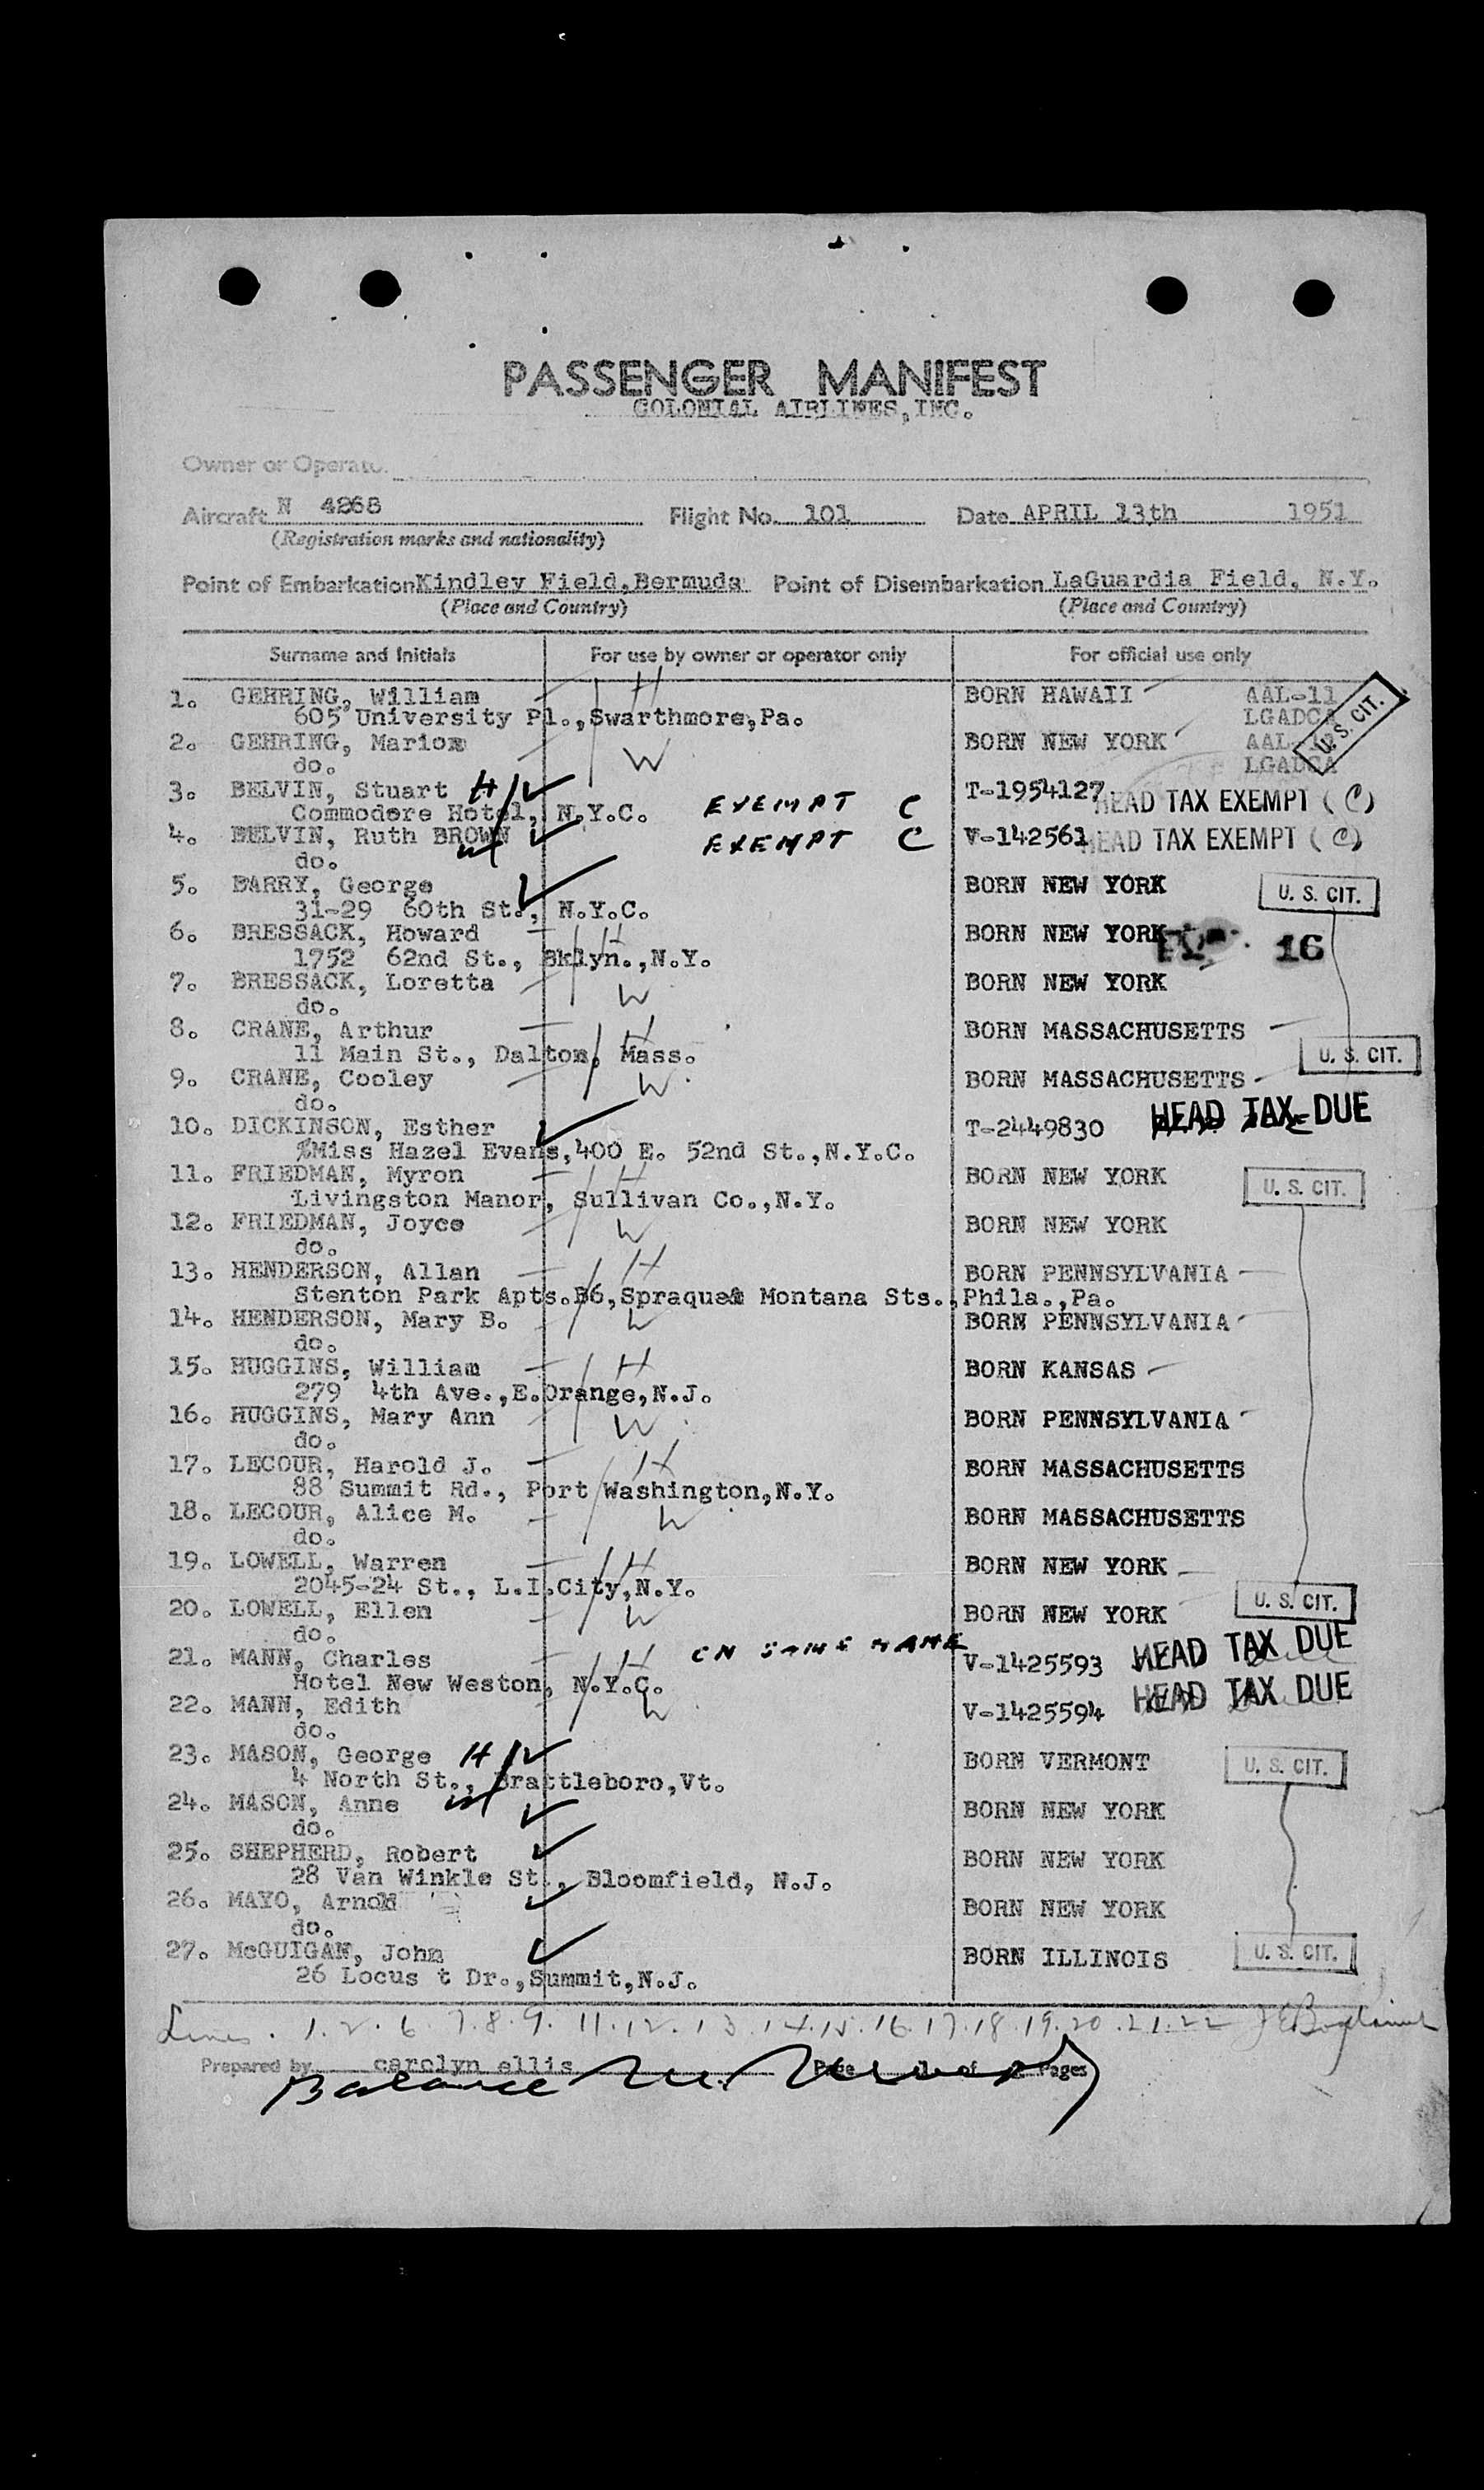 PASSENGER MANIFEST
COLONIAL AIRLINES,INC.
Owner or Operato.
Aircraft N 4268 Flight No. 101 Date APRIL 13th 1951
(Registration marks and nationality)
Point of Embarkation Kindley Field,Bermuda Point of Disembarkation LaGuardia Field, N.Y.
(Place and Country) (Place and Country)
Surname and Initials For use by owner or operator only For official use only
1. GEHRING, William H BORN HAWAII AAL-11
605 University Pl.,Swarthmore,Pa. LGADCA U. S. CIT.
2. GEHRING, Marion W BORN NEW YORK AAL-
do. LGADCA
3. BELVIN, Stuart H T-1954127 HEAD TAX EXEMPT (C)
Commodore Hotel, N.Y.C. EXEMPT C
4. BELVIN, Ruth BROWN W EXEMPT C V-142561 HEAD TAX EXEMPT (C)
do.
5. BARRY, George BORN NEW YORK U. S. CIT.
31-29 60th St., N.Y.C.
6. BRESSACK, Howard H BORN NEW YORK 16
1752 62nd St., Bklyn.,N.Y.
7. BRESSACK, Loretta W BORN NEW YORK
do.
8. CRANE, Arthur H BORN MASSACHUSETTS
11 Main St., Dalton, Mass. U. S. CIT.
9. CRANE, Cooley W BORN MASSACHUSETTS
do.
10. DICKINSON, Esther T-2449830 HEAD TAX DUE
%Miss Hazel Evans,400 E. 52nd St.,N.Y.C.
11. FRIEDMAN, Myron H BORN NEW YORK U. S. CIT.
Livingston Manor, Sullivan Co.,N.Y.
12. FRIEDMAN, Joyce W BORN NEW YORK
do.
13. HENDERSON, Allan H BORN PENNSYLVANIA
Stenton Park Apts.B6,Sprague& Montana Sts.,Phila.,Pa.
14. HENDERSON, Mary B. W BORN PENNSYLVANIA
do.
15. HUGGINS, William H BORN KANSAS
279 4th Ave.,E.Orange,N.J.
16. HUGGINS, Mary Ann W BORN PENNSYLVANIA
do.
17. LECOUR, Harold J. H BORN MASSACHUSETTS
88 Summit Rd., Port Washington,N.Y.
18. LECOUR, Alice M. W BORN MASSACHUSETTS
do.
19. LOWELL, Warren H BORN NEW YORK
2045-24 St., L.I.City,N.Y.
20. LOWELL, Ellen W BORN NEW YORK U. S. CIT.
do.
21. MANN, Charles H SAME NAME V-1425593 HEAD TAX DUE
Hotel New Weston, N.Y.C.
22. MANN, Edith W V-1425594 HEAD TAX DUE
do.
23. MASON, George H BORN VERMONT U. S. CIT.
4 North St., Brattleboro,Vt.
24. MASON, Anne W BORN NEW YORK
do.
25. SHEPHERD, Robert BORN NEW YORK
28 Van Winkle St., Bloomfield, N.J.
26. MAYO, Arnold BORN NEW YORK
do.
27. McGUIGAN, John BORN ILLINOIS U. S. CIT.
26 Locus t Dr.,Summit,N.J.
Lines. 1. 2. 6. 7. 8. 9. 11. 12. 13. 14. 15. 16. 17. 18. 19. 20. 21. 22
Prepared by carolyn ellis Page 1 of 2 Pages
Balance